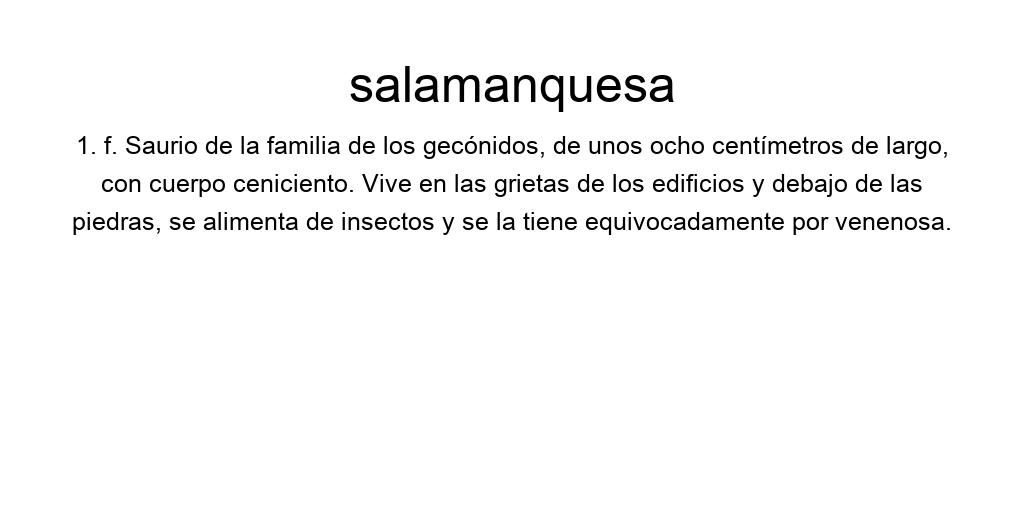 salamanquesa
1. f. Saurio de la familia de los gecónidos, de unos ocho centímetros de largo,
con cuerpo ceniciento. Vive en las grietas de los edificios y debajo de las
piedras, se alimenta de insectos y se la tiene equivocadamente por venenosa.